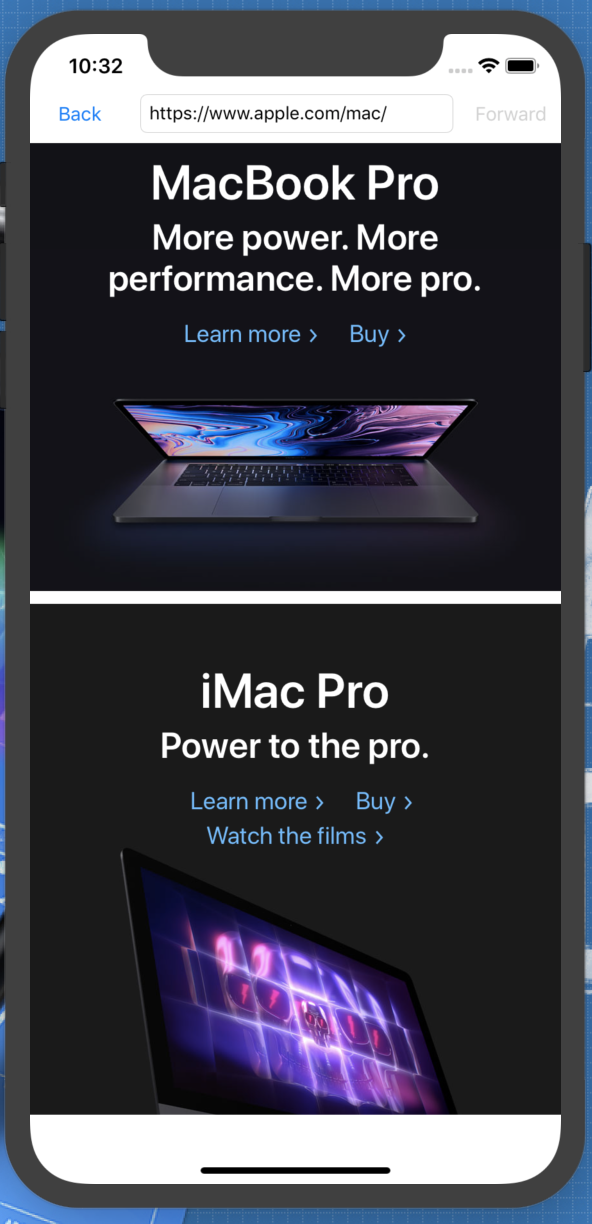 10:32
Back https://www.apple.com/mac/ Forward
MacBook Pro
More power. More
performance. More pro.
Learn more › Buy ›
iMac Pro
Power to the pro.
Learn more › Buy ›
Watch the films ›